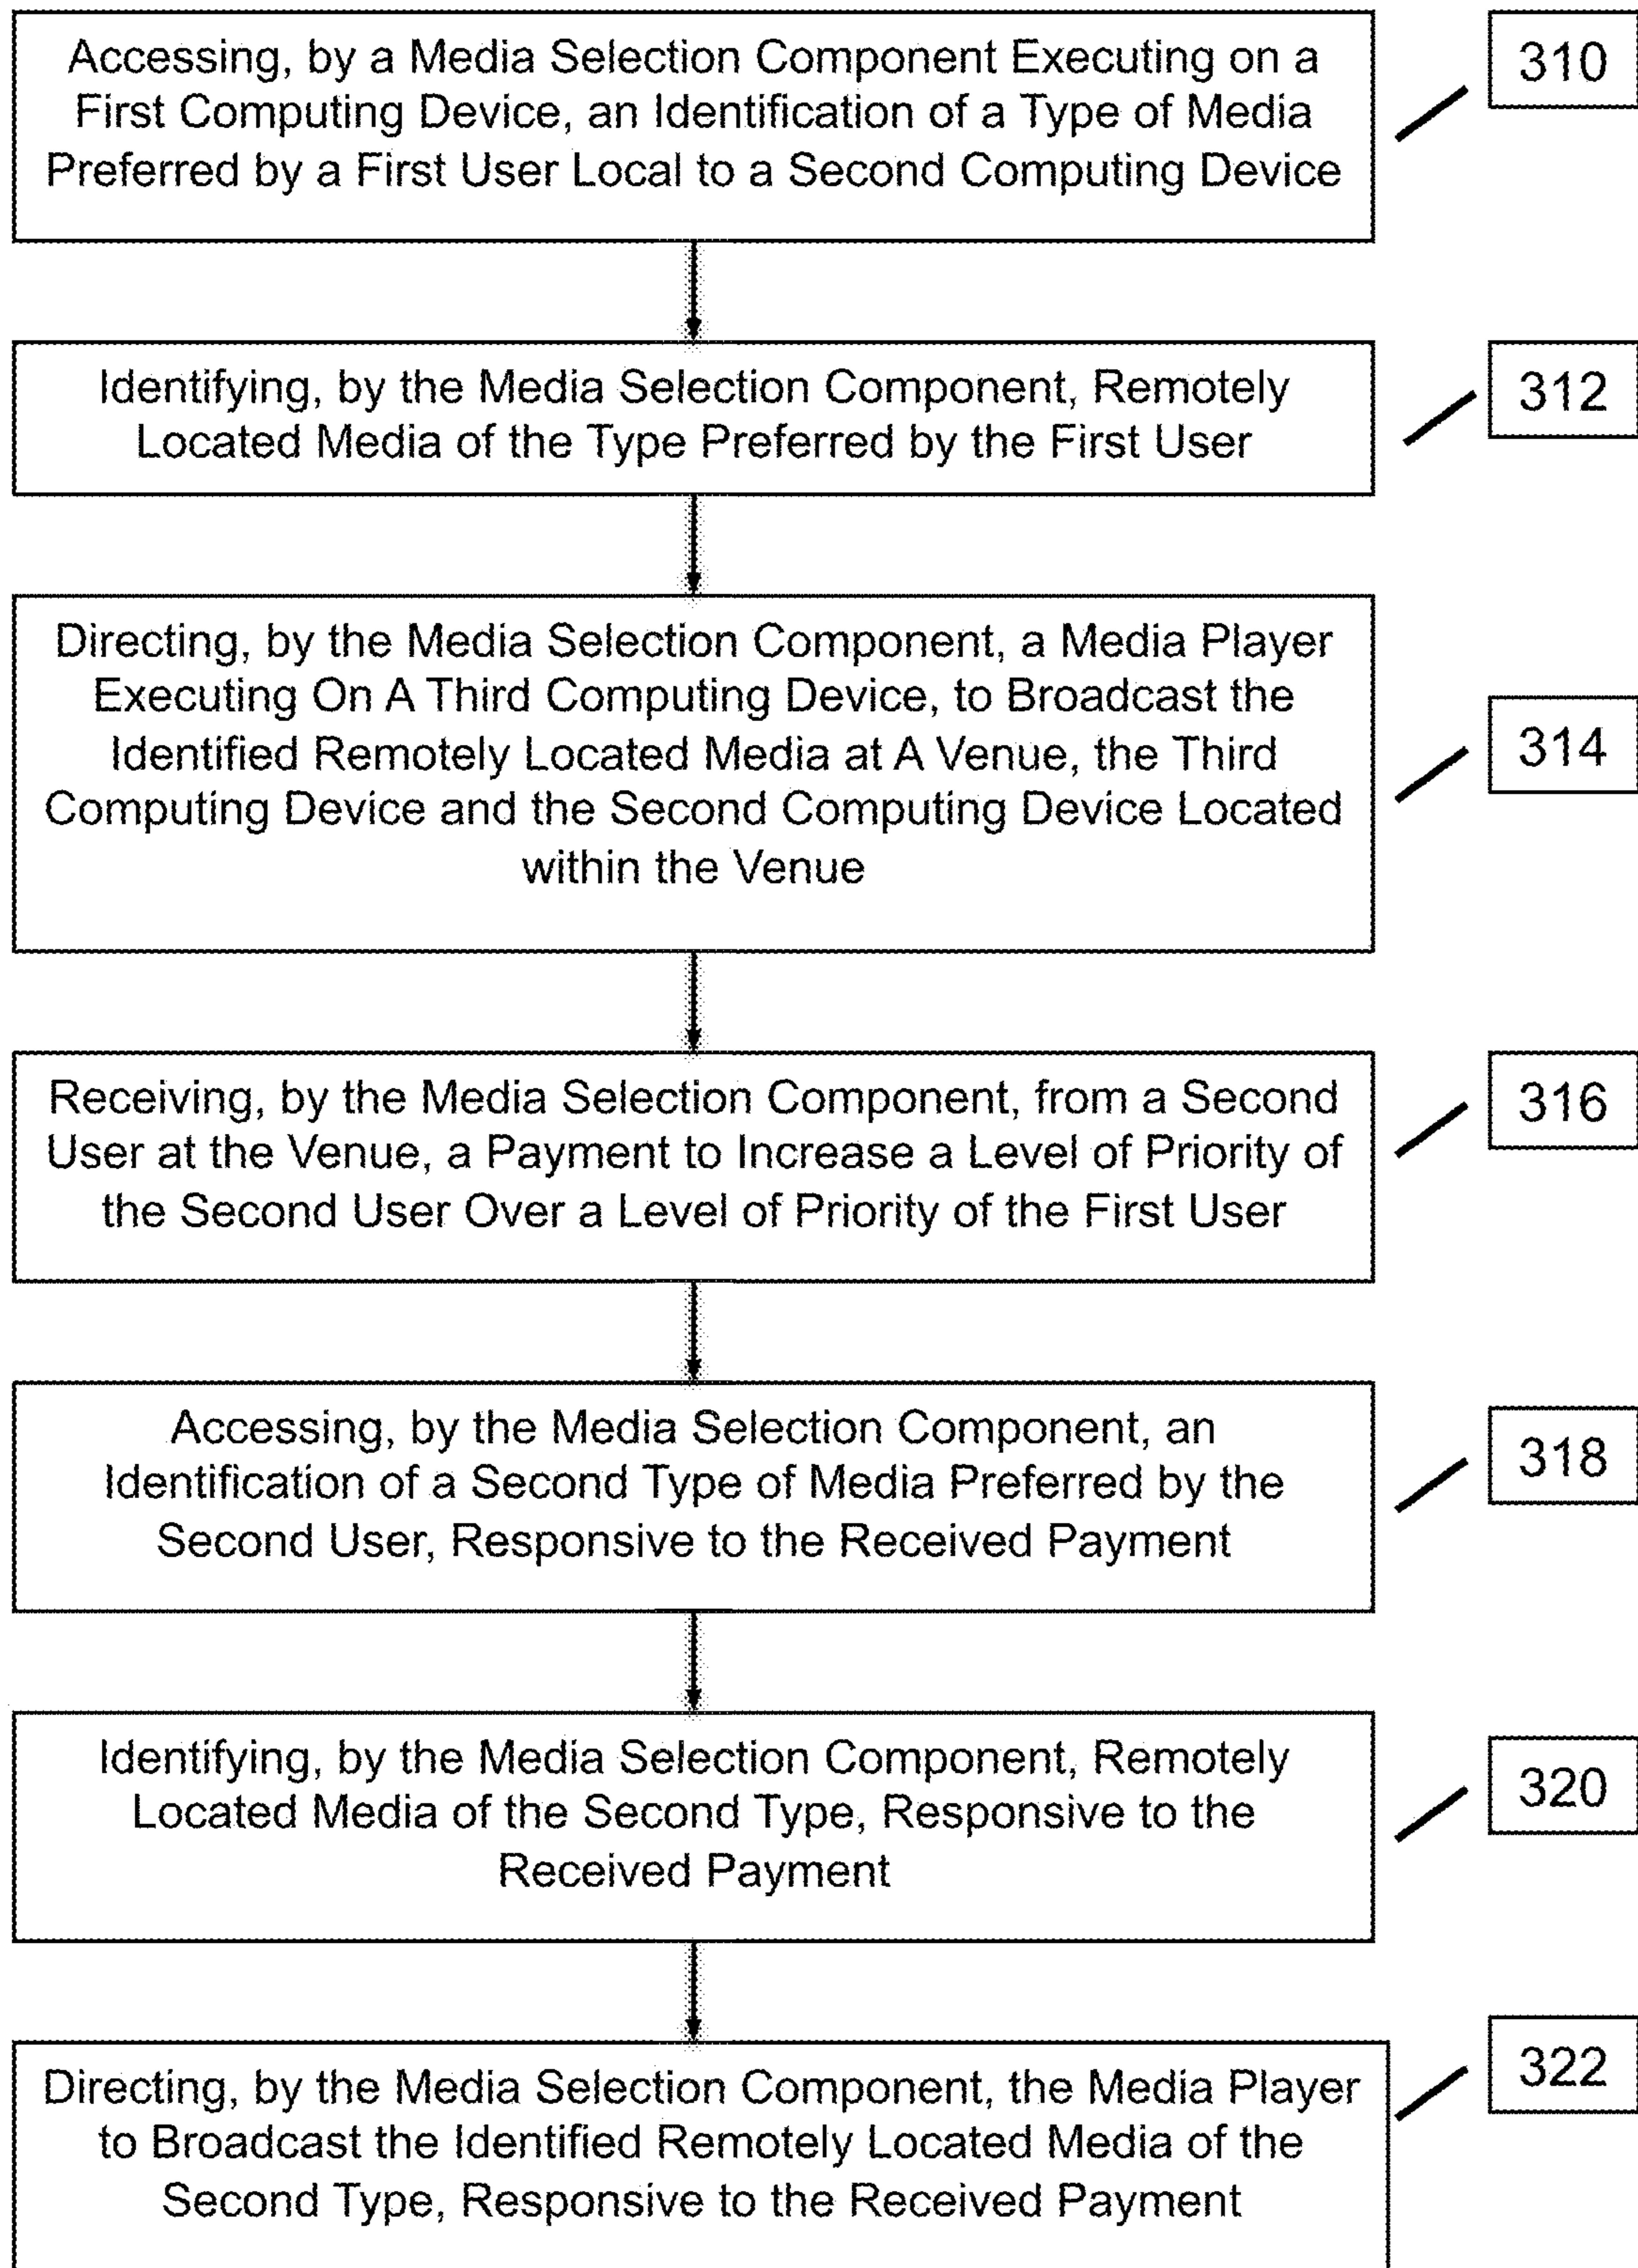 Accessing, by a Media Selection Component Executing on a
First Computing Device, an Identification of a Type of Media
Preferred by a First User Local to a Second Computing Device
310
Identifying, by the Media Selection Component, Remotely
Located Media of the Type Preferred by the First User
312
Directing, by the Media Selection Component, a Media Player
Executing On A Third Computing Device, to Broadcast the
Identified Remotely Located Media at A Venue, the Third
Computing Device and the Second Computing Device Located
within the Venue
314
Receiving, by the Media Selection Component, from a Second
User at the Venue, a Payment to Increase a Level of Priority of
the Second User Over a Level of Priority of the First User
316
Accessing, by the Media Selection Component, an
Identification of a Second Type of Media Preferred by the
Second User, Responsive to the Received Payment
318
Identifying, by the Media Selection Component, Remotely
Located Media of the Second Type, Responsive to the
Received Payment
320
Directing, by the Media Selection Component, the Media Player
to Broadcast the Identified Remotely Located Media of the
Second Type, Responsive to the Received Payment
322